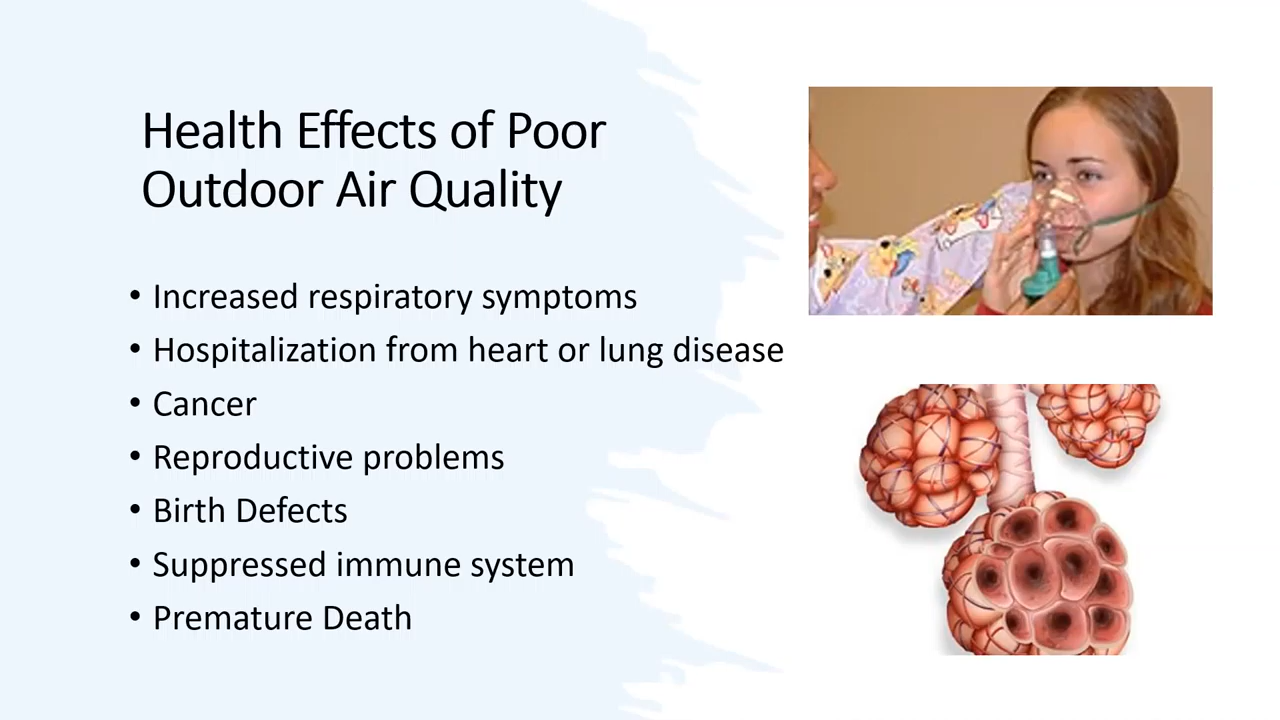 Health Effects of Poor
Outdoor Air Quality
• Increased respiratory symptoms
• Hospitalization from heart or lung disease
• Cancer
• Reproductive problems
• Birth Defects
• Suppressed immune system
• Premature Death